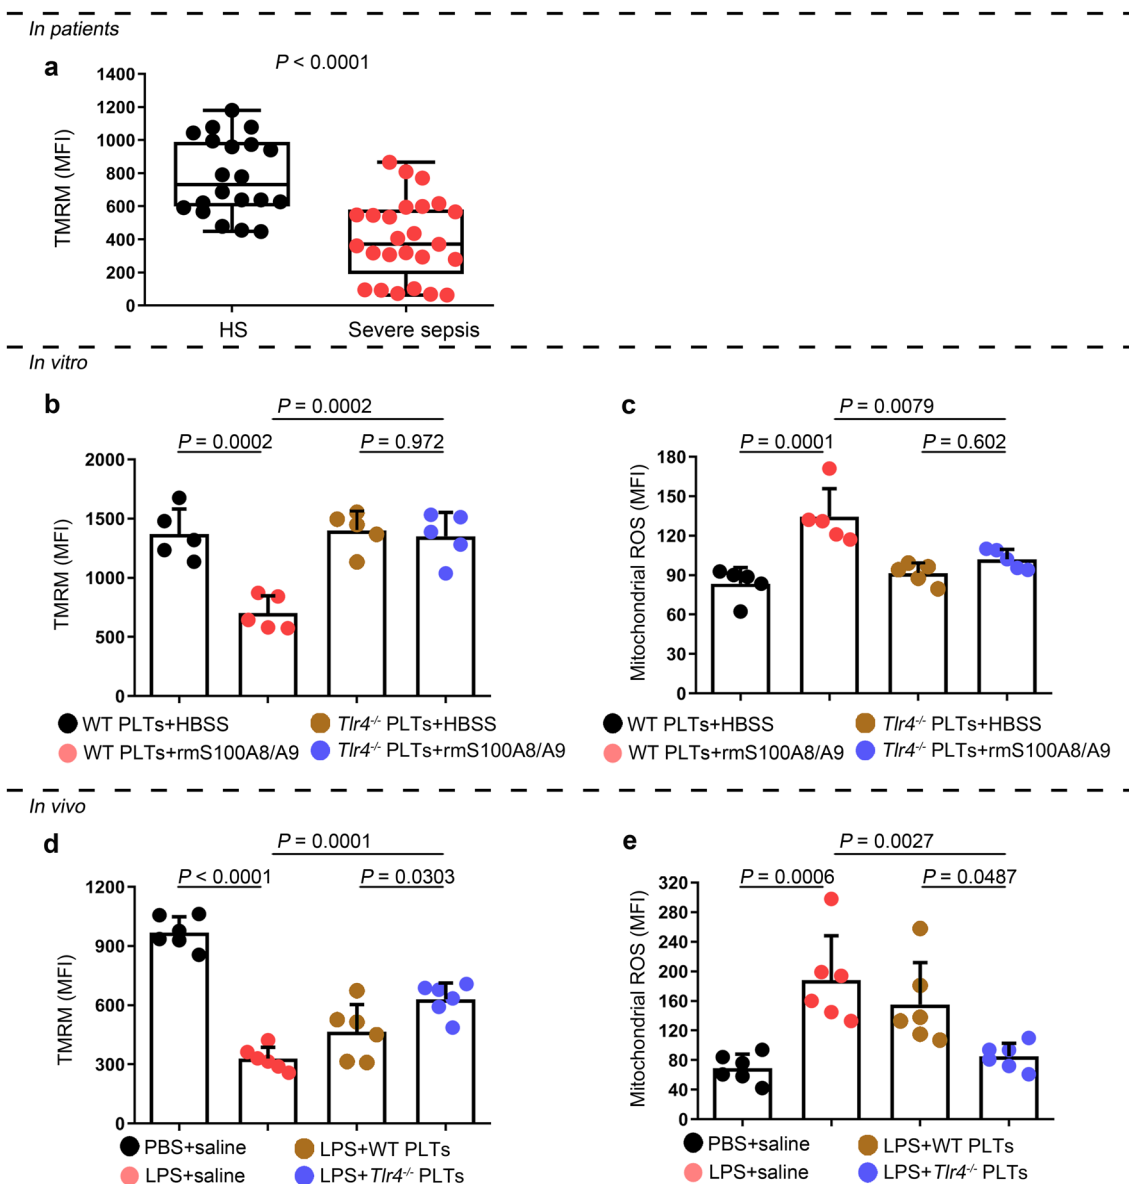 In patients
a
P < 0.0001
1400
1200
1000
800
600
400
200
0
TMRM (MFI)
HS
Severe sepsis
In vitro
b
P = 0.0002
P = 0.0002
P = 0.972
2000
1500
1000
500
0
TMRM (MFI)
WT PLTs+HBSS
Tlr4-/- PLTs+HBSS
WT PLTs+rmS100A8/A9
Tlr4-/- PLTs+rmS100A8/A9
c
P = 0.0079
P = 0.0001
P = 0.602
180
150
120
90
60
30
0
Mitochondrial ROS (MFI)
WT PLTs+HBSS
Tlr4-/- PLTs+HBSS
WT PLTs+rmS100A8/A9
Tlr4-/- PLTs+rmS100A8/A9
In vivo
d
P = 0.0001
P < 0.0001
P = 0.0303
1200
900
600
300
0
TMRM (MFI)
PBS+saline
LPS+WT PLTs
LPS+saline
LPS+Tlr4-/- PLTs
e
P = 0.0027
P = 0.0006
P = 0.0487
320
280
240
200
160
120
80
40
0
Mitochondrial ROS (MFI)
PBS+saline
LPS+WT PLTs
LPS+saline
LPS+Tlr4-/- PLTs